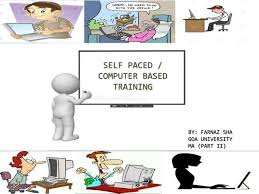 SELF PACED /
COMPUTER BASED
TRAINING
BY: FARNAZ SHA
GOA UNIVERSITY
MA (PART II)